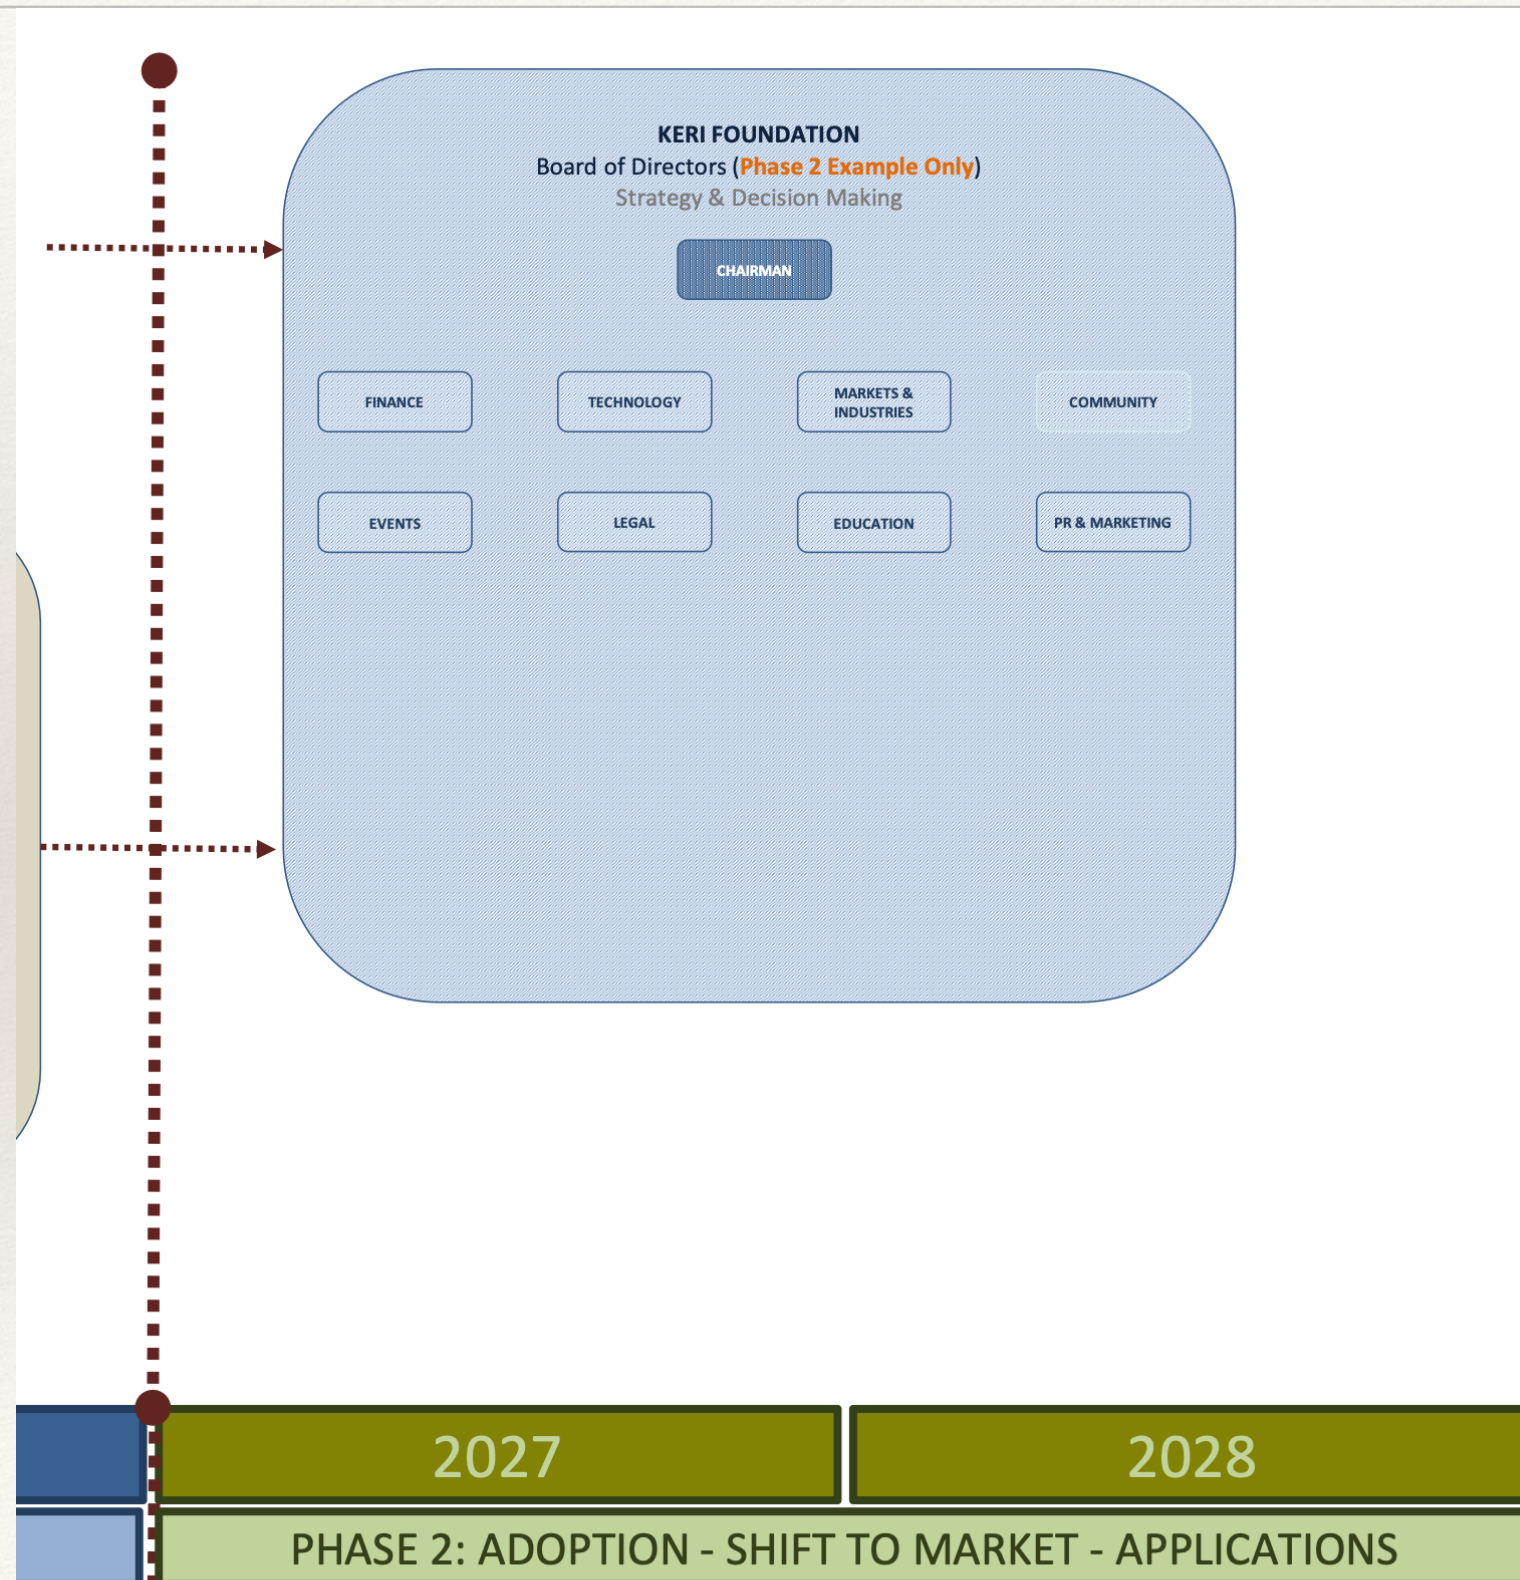 KERI FOUNDATION
Board of Directors (Phase 2 Example Only)
Strategy & Decision Making
CHAIRMAN
FINANCE
TECHNOLOGY
MARKETS &
INDUSTRIES
COMMUNITY
EVENTS
LEGAL
EDUCATION
PR & MARKETING
2027
2028
PHASE 2: ADOPTION - SHIFT TO MARKET - APPLICATIONS